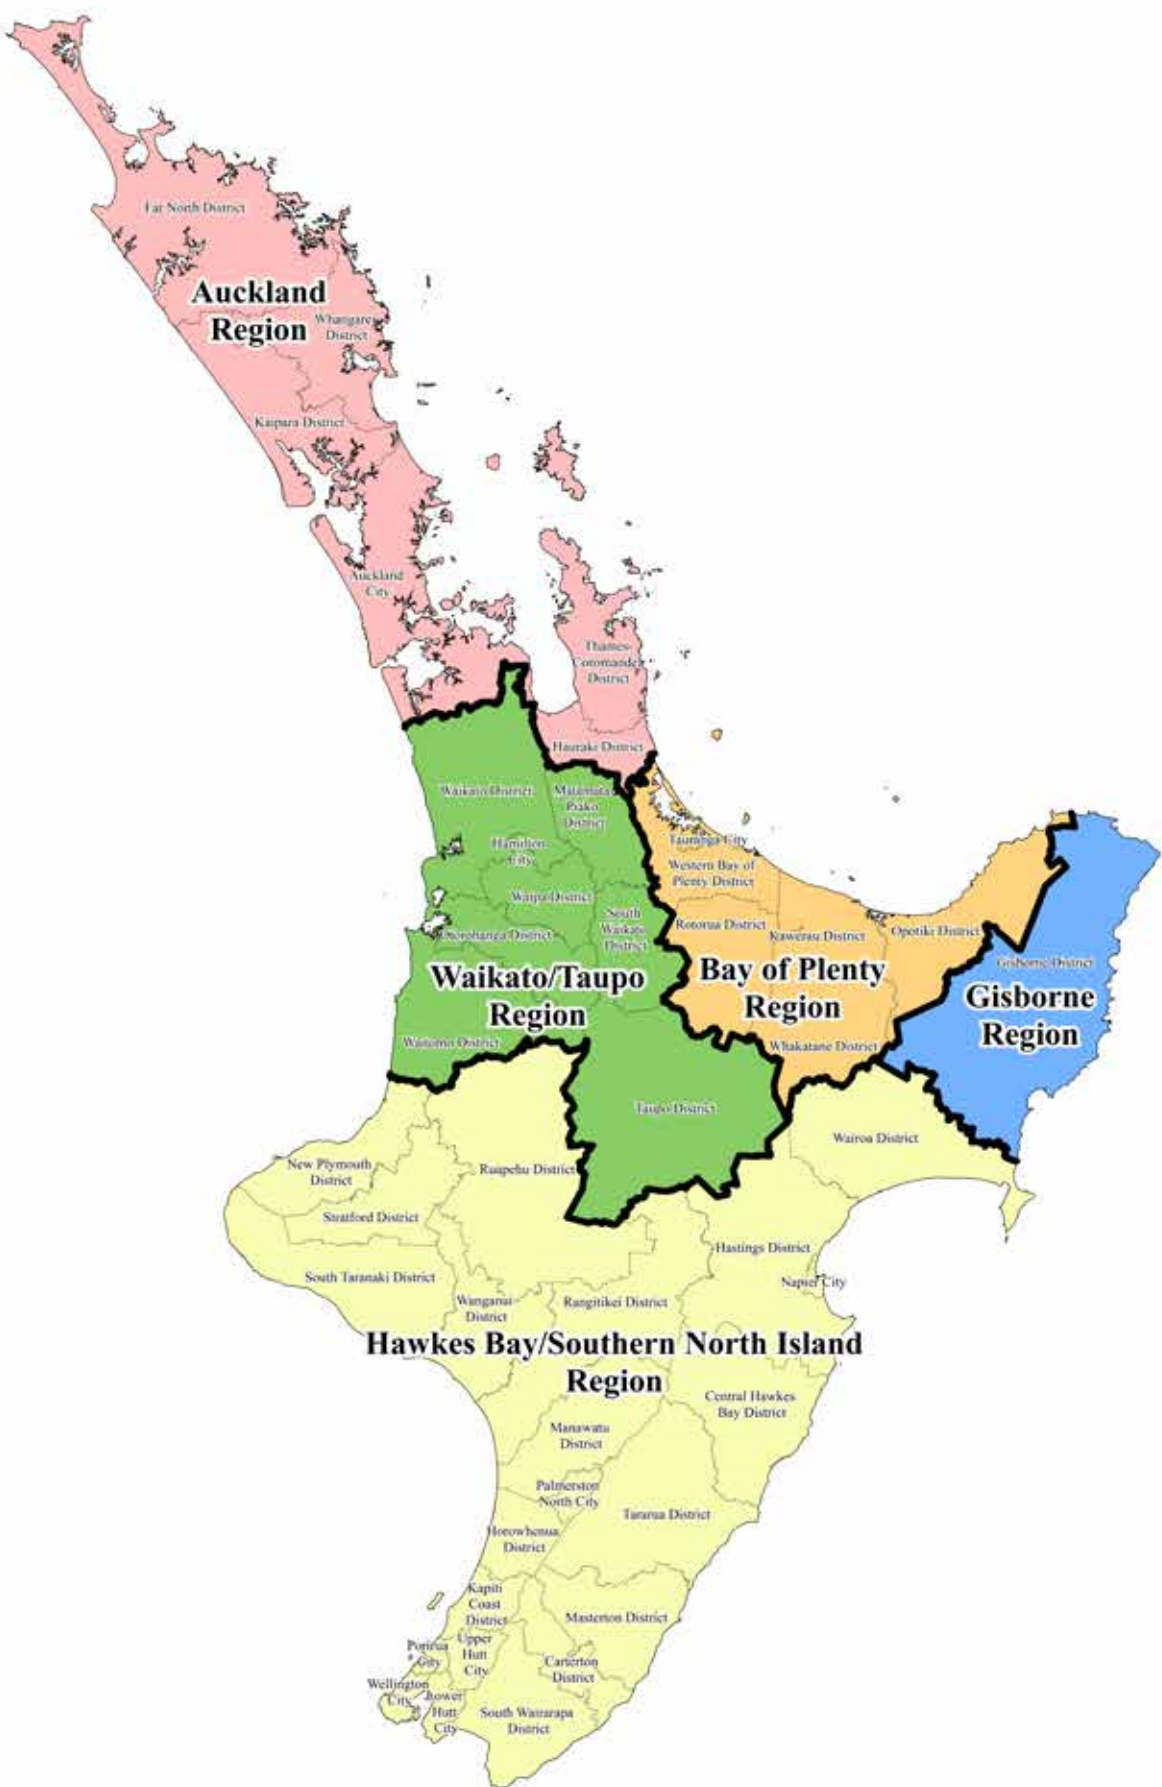 Far North District
Auckland
Region
Whangarei
District
Kaipara District
Auckland
City
Thames-
Coromandel
District
Hauraki District
Waikato District
Matamata
Piako
District
Hamilton
City
Waipa District
South
Waikato
District
Otorohanga District
Waikato/Taupo
Region
Waitomo District
Taupo District
Tauranga City
Western Bay of
Plenty District
Rotorua District
Kawerau District
Opotiki District
Bay of Plenty
Region
Whakatane District
Gisborne District
Gisborne
Region
Wairoa District
New Plymouth
District
Ruapehu District
Stratford District
South Taranaki District
Hastings District
Napier City
Wanganui
District
Rangitikei District
Hawkes Bay/Southern North Island
Region
Central Hawkes
Bay District
Manawatu
District
Palmerston
North City
Tararua District
Horowhenua
District
Kapiti
Coast
District
Masterton District
Porirua
City
Upper
Hutt
City
Carterton
District
Wellington
City
Lower
Hutt
City
South Wairarapa
District